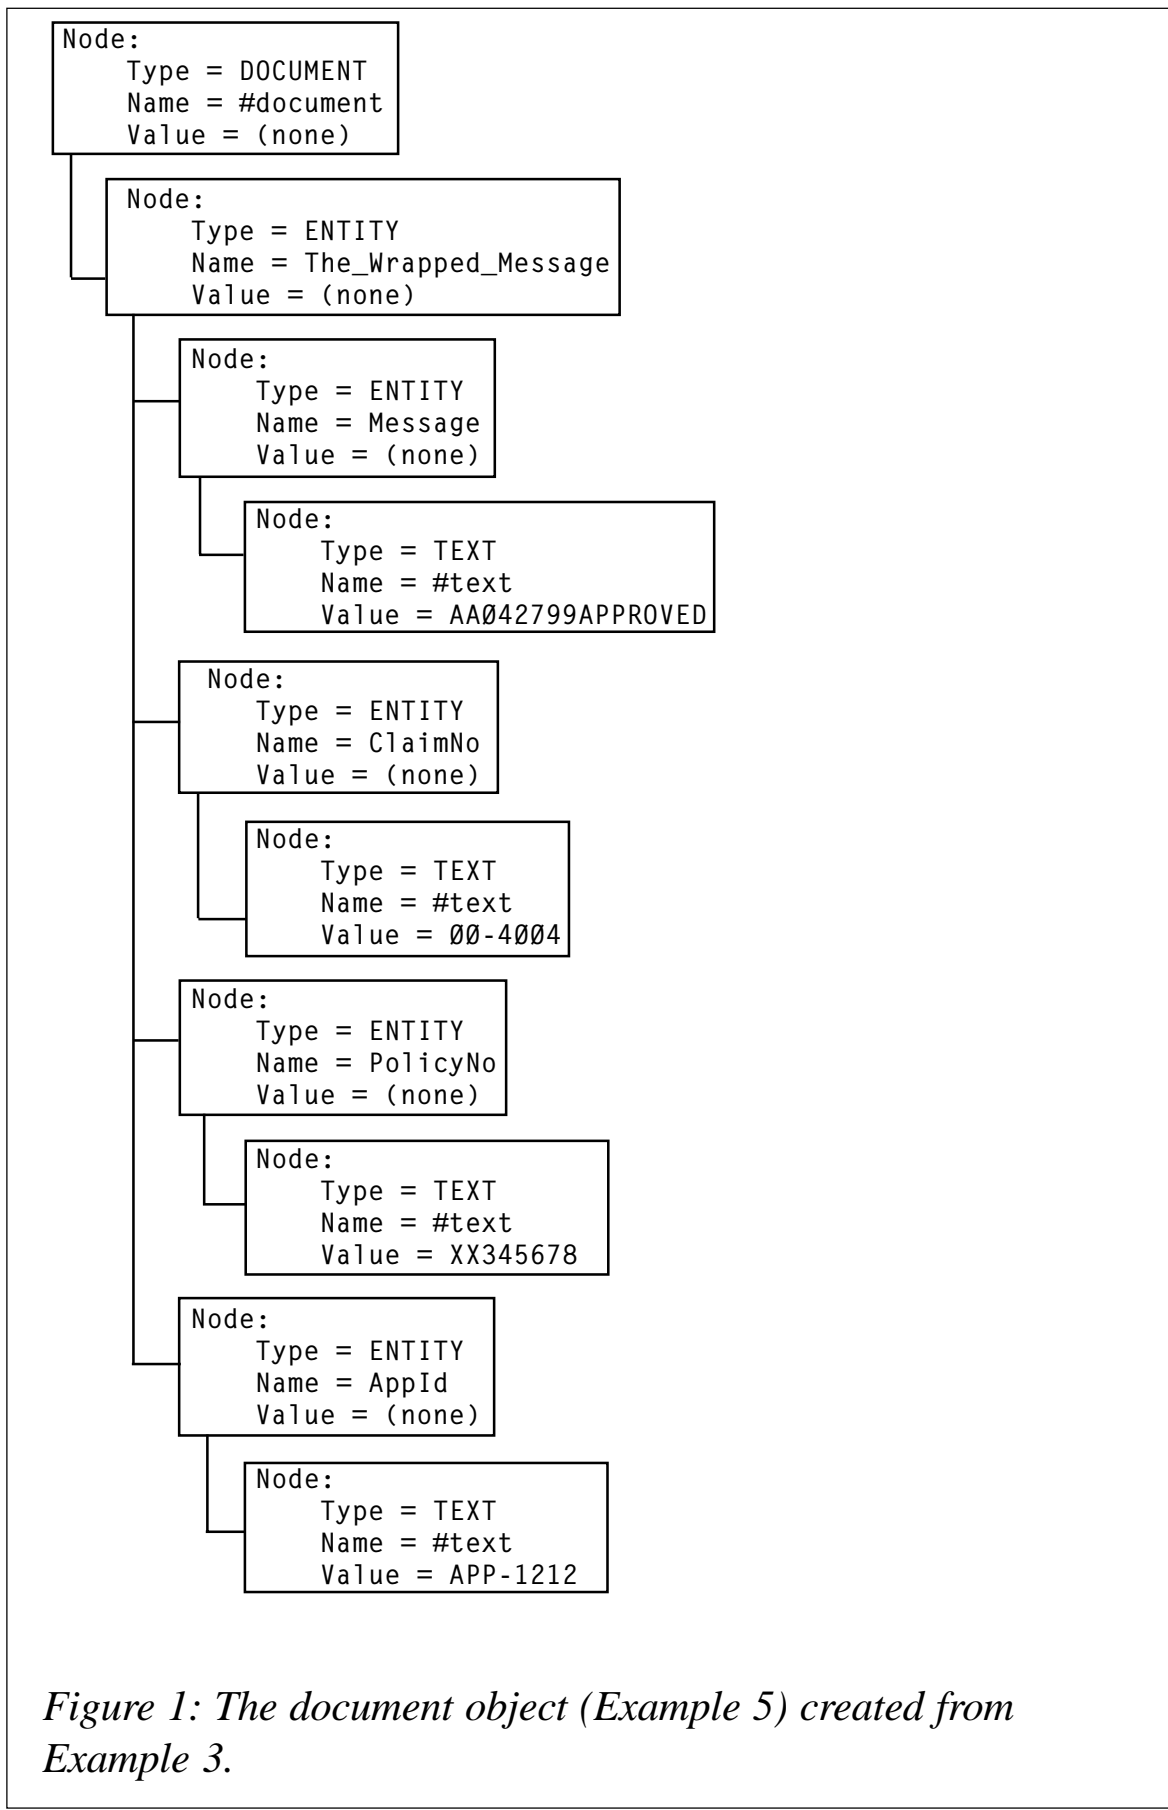 Node:
Type = DOCUMENT
Name = #document
Value = (none)
Node:
Type = ENTITY
Name = The_Wrapped_Message
Value = (none)
Node:
Type = ENTITY
Name = Message
Value = (none)
Node:
Type = TEXT
Name = #text
Value = AAØ42799APPROVED
Node:
Type = ENTITY
Name = ClaimNo
Value = (none)
Node:
Type = TEXT
Name = #text
Value = ØØ-4ØØ4
Node:
Type = ENTITY
Name = PolicyNo
Value = (none)
Node:
Type = TEXT
Name = #text
Value = XX345678
Node:
Type = ENTITY
Name = AppId
Value = (none)
Node:
Type = TEXT
Name = #text
Value = APP-1212
Figure 1: The document object (Example 5) created from
Example 3.